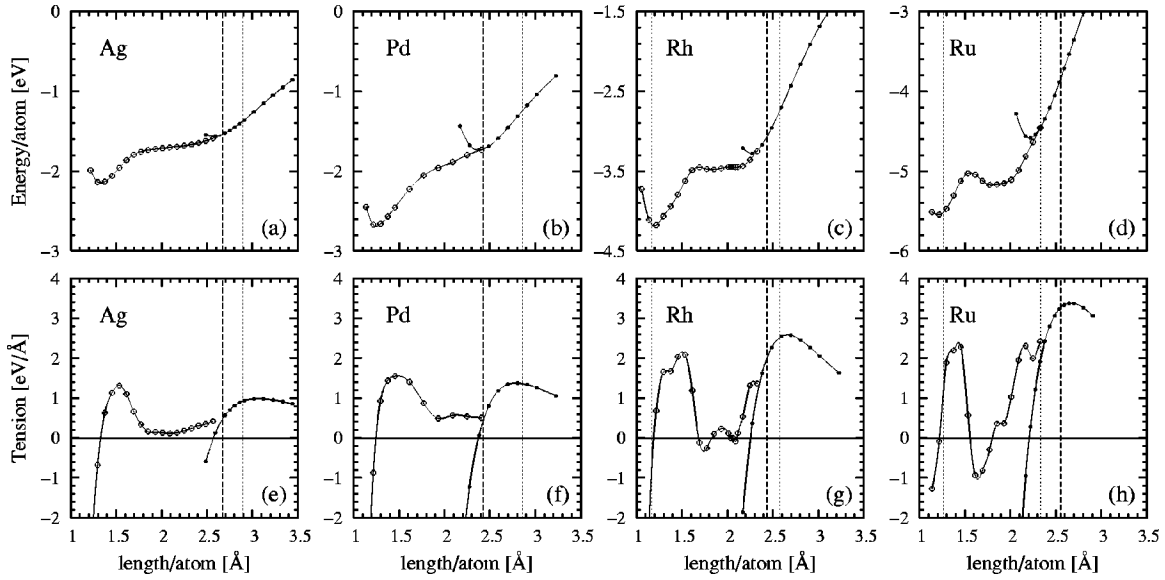 Energy/atom [eV]
0
−1
−2
−3
Ag
(a)
0
−1
−2
−3
Pd
(b)
−1.5
−2.5
−3.5
−4.5
Rh
(c)
−3
−4
−5
−6
Ru
(d)
Tension [eV/Å]
4
3
2
1
0
−1
−2
Ag
(e)
4
3
2
1
0
−1
−2
Pd
(f)
4
3
2
1
0
−1
−2
Rh
(g)
4
3
2
1
0
−1
−2
Ru
(h)
1 1.5 2 2.5 3 3.5
1 1.5 2 2.5 3 3.5
1 1.5 2 2.5 3 3.5
1 1.5 2 2.5 3 3.5
length/atom [Å]
length/atom [Å]
length/atom [Å]
length/atom [Å]